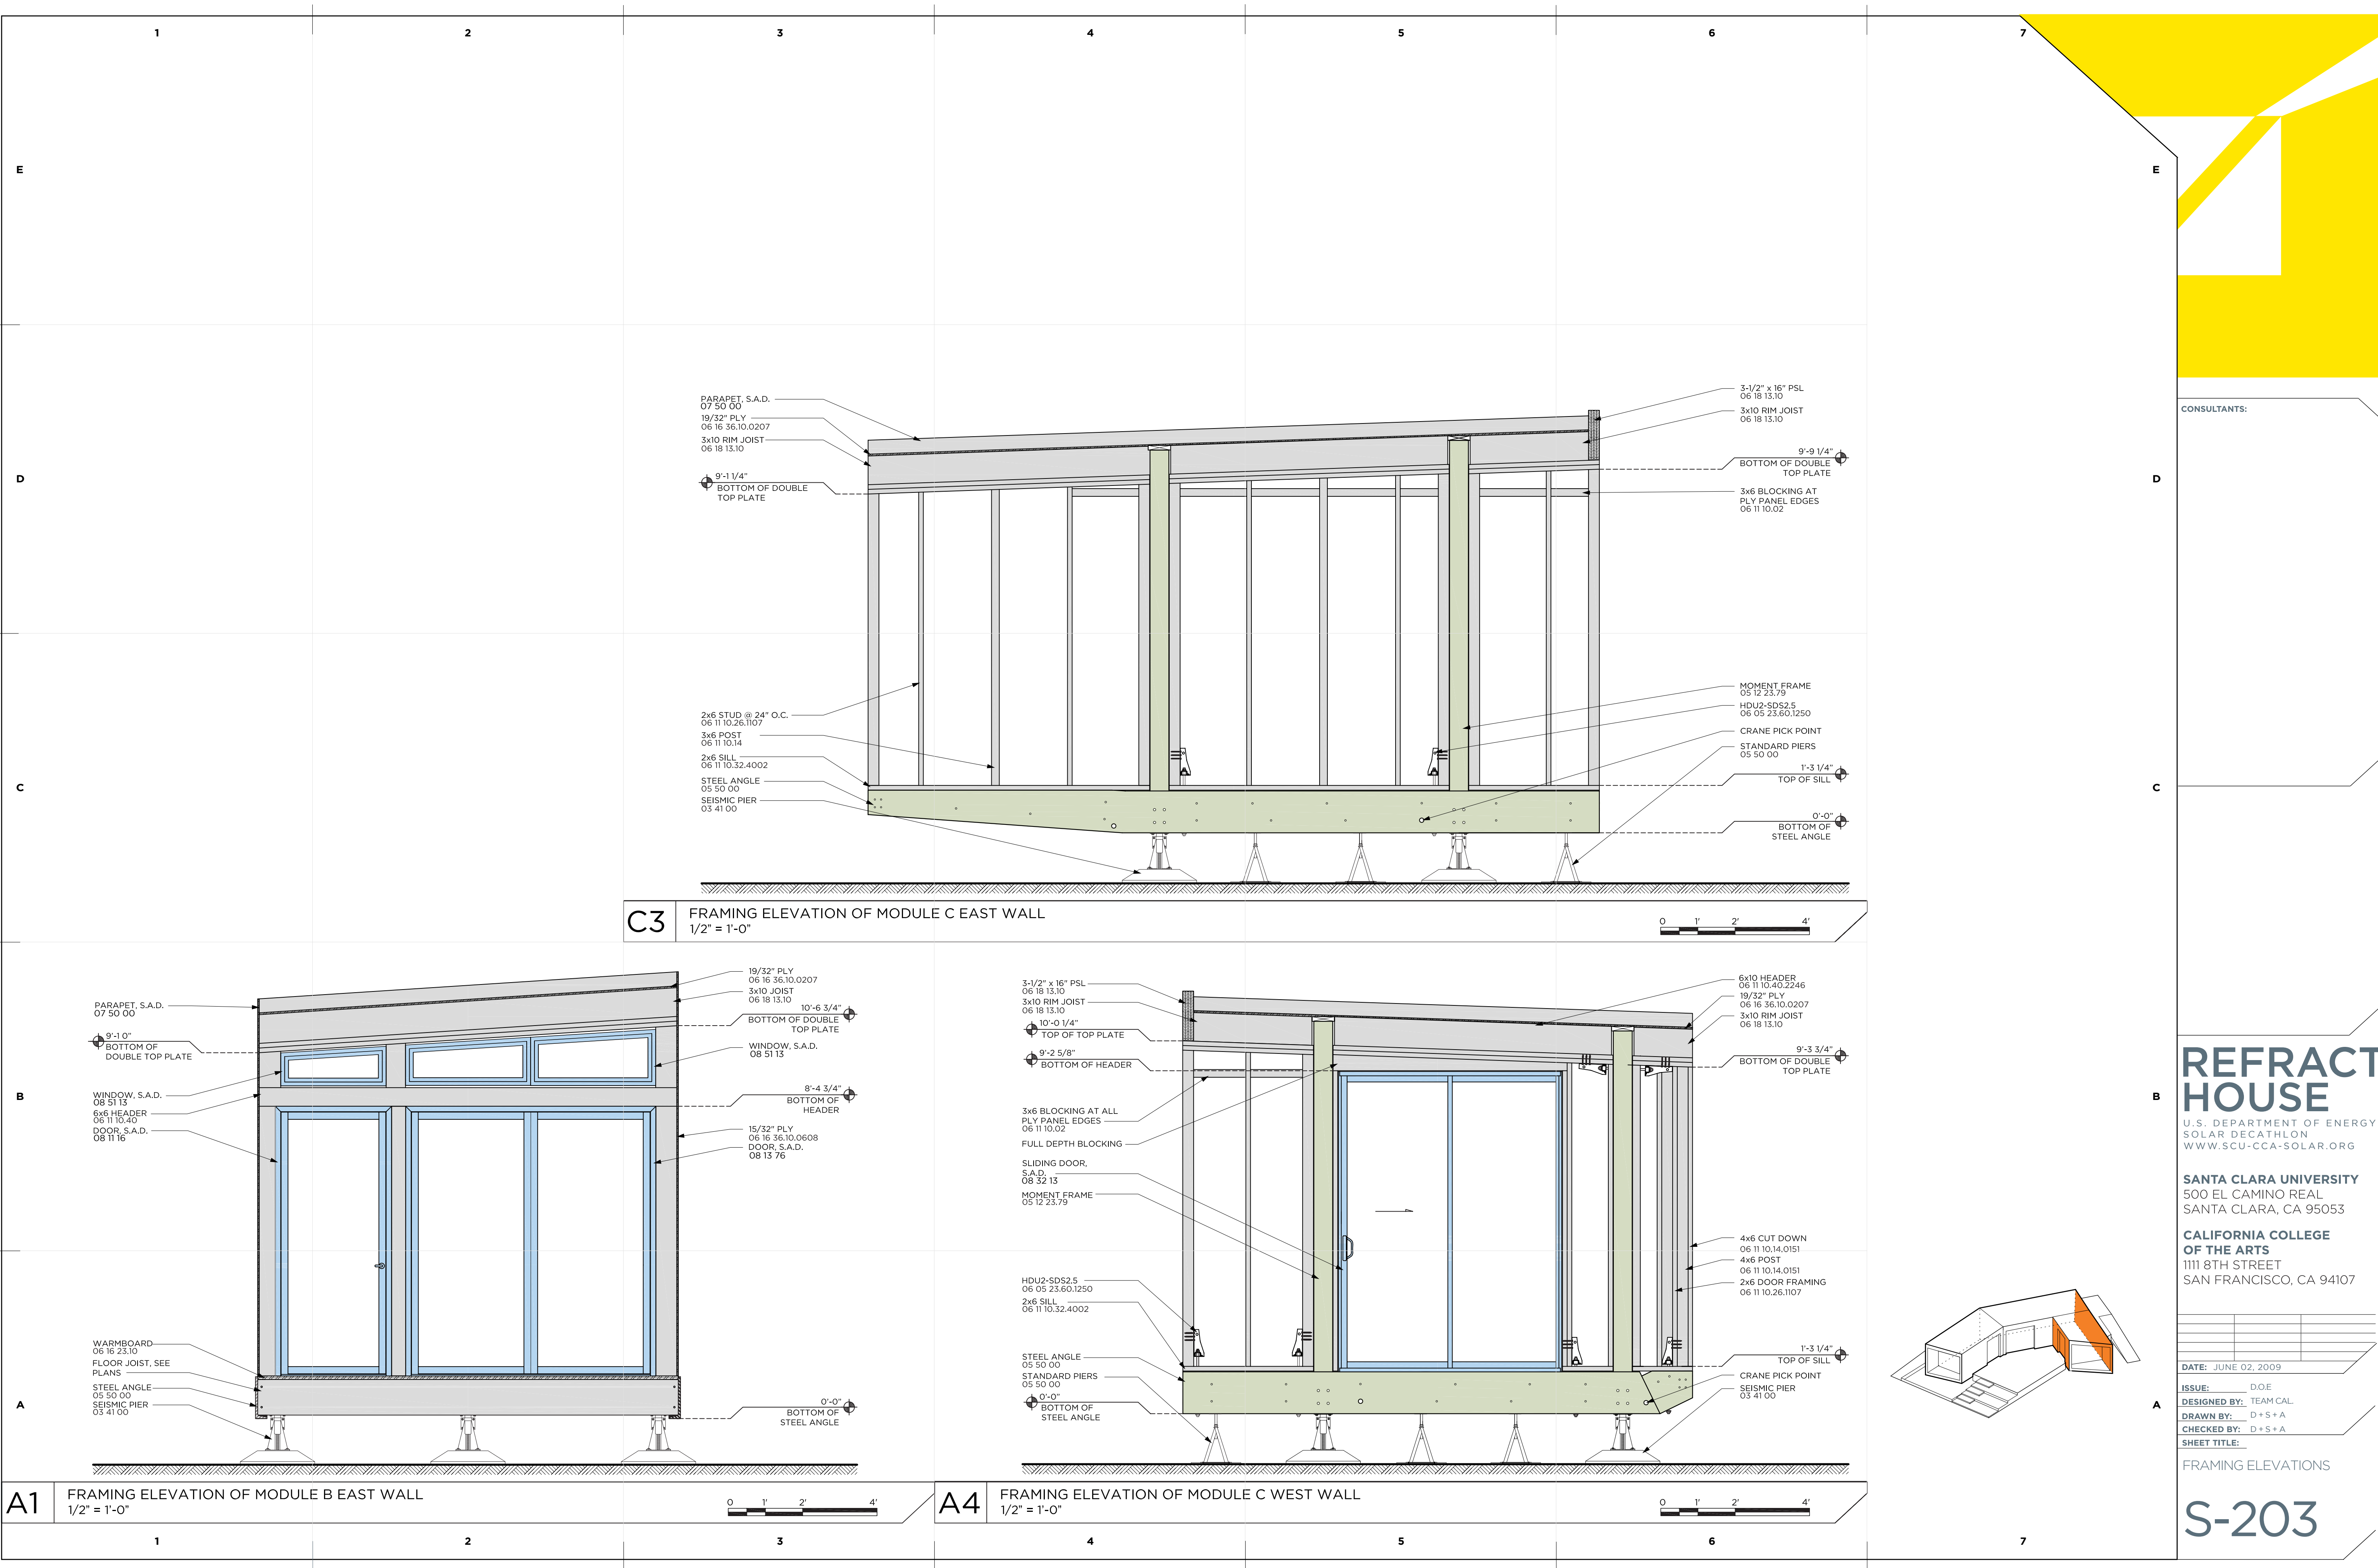 1
2
3
4
5
6
7
E
E
D
D
C
C
B
B
A
A
PARAPET, S.A.D.
07 50 00
19/32" PLY
06 16 36.10.0207
3x10 RIM JOIST
06 18 13.10
9'-1 1/4"
BOTTOM OF DOUBLE
TOP PLATE
2x6 STUD @ 24" O.C.
06 11 10.26.1107
3x6 POST
06 11 10.14
2x6 SILL
06 11 10.32.4002
STEEL ANGLE
05 50 00
SEISMIC PIER
03 41 00
3-1/2" x 16" PSL
06 18 13.10
3x10 RIM JOIST
06 18 13.10
9'-9 1/4"
BOTTOM OF DOUBLE
TOP PLATE
3x6 BLOCKING AT
PLY PANEL EDGES
06 11 10.02
MOMENT FRAME
05 12 23.79
HDU2-SDS2.5
06 05 23.60.1250
CRANE PICK POINT
STANDARD PIERS
05 50 00
1'-3 1/4"
TOP OF SILL
0'-0"
BOTTOM OF
STEEL ANGLE
C3
FRAMING ELEVATION OF MODULE C EAST WALL
1/2" = 1'-0"
0 1' 2' 4'
PARAPET, S.A.D.
07 50 00
9'-1 0"
BOTTOM OF
DOUBLE TOP PLATE
WINDOW, S.A.D.
08 51 13
6x6 HEADER
06 11 10.40
DOOR, S.A.D.
08 11 16
WARMBOARD
06 16 23.10
FLOOR JOIST, SEE
PLANS
STEEL ANGLE
05 50 00
SEISMIC PIER
03 41 00
19/32" PLY
06 16 36.10.0207
3x10 JOIST
06 18 13.10
10'-6 3/4"
BOTTOM OF DOUBLE
TOP PLATE
WINDOW, S.A.D.
08 51 13
8'-4 3/4"
BOTTOM OF
HEADER
15/32" PLY
06 16 36.10.0608
DOOR, S.A.D.
08 13 76
0'-0"
BOTTOM OF
STEEL ANGLE
A1
FRAMING ELEVATION OF MODULE B EAST WALL
1/2" = 1'-0"
0 1' 2' 4'
3-1/2" x 16" PSL
06 18 13.10
3x10 RIM JOIST
06 18 13.10
10'-0 1/4"
TOP OF TOP PLATE
9'-2 5/8"
BOTTOM OF HEADER
3x6 BLOCKING AT ALL
PLY PANEL EDGES
06 11 10.02
FULL DEPTH BLOCKING
SLIDING DOOR,
S.A.D.
08 32 13
MOMENT FRAME
05 12 23.79
HDU2-SDS2.5
06 05 23.60.1250
2x6 SILL
06 11 10.32.4002
STEEL ANGLE
05 50 00
STANDARD PIERS
05 50 00
0'-0"
BOTTOM OF
STEEL ANGLE
6x10 HEADER
06 11 10.40.2246
19/32" PLY
06 16 36.10.0207
3x10 RIM JOIST
06 18 13.10
9'-3 3/4"
BOTTOM OF DOUBLE
TOP PLATE
4x6 CUT DOWN
06 11 10.14.0151
4x6 POST
06 11 10.14.0151
2x6 DOOR FRAMING
06 11 10.26.1107
1'-3 1/4"
TOP OF SILL
CRANE PICK POINT
SEISMIC PIER
03 41 00
A4
FRAMING ELEVATION OF MODULE C WEST WALL
1/2" = 1'-0"
0 1' 2' 4'
1
2
3
4
5
6
7
CONSULTANTS:
REFRACT
HOUSE
U.S. DEPARTMENT OF ENERGY
SOLAR DECATHLON
WWW.SCU-CCA-SOLAR.ORG
SANTA CLARA UNIVERSITY
500 EL CAMINO REAL
SANTA CLARA, CA 95053
CALIFORNIA COLLEGE
OF THE ARTS
1111 8TH STREET
SAN FRANCISCO, CA 94107
DATE: JUNE 02, 2009
ISSUE: D.O.E
DESIGNED BY: TEAM CAL.
DRAWN BY: D + S + A
CHECKED BY: D + S + A
SHEET TITLE:
FRAMING ELEVATIONS
S-203